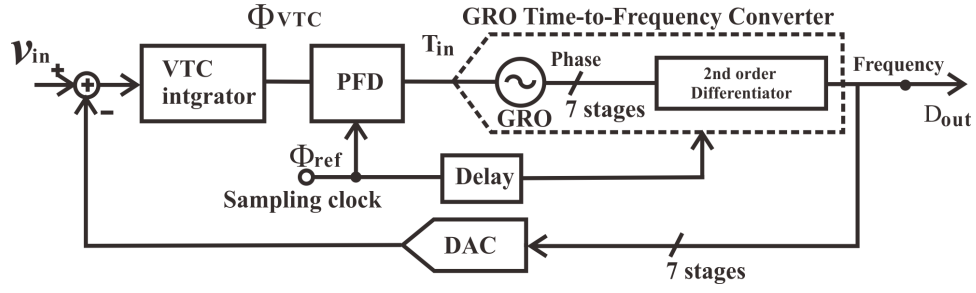 ΦVTC
GRO Time-to-Frequency Converter
vin
+
+
−
VTC
intgrator
PFD
Tin
GRO
Phase
7 stages
2nd order
Differentiator
Frequency
Dout
Φref
Sampling clock
Delay
DAC
7 stages